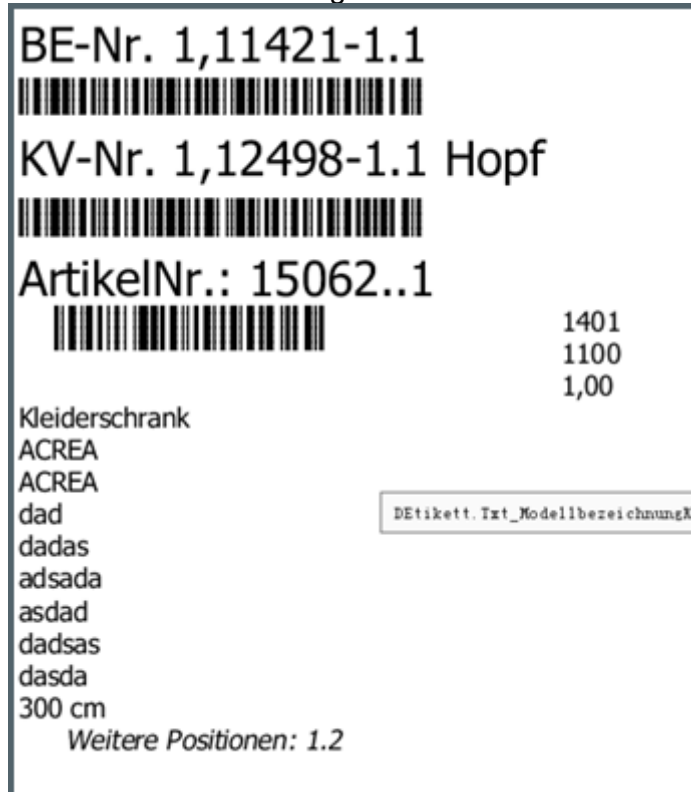 BE-Nr. 1,11421-1.1
KV-Nr. 1,12498-1.1 Hopf
ArtikelNr.: 15062..1
1401
1100
1,00
Kleiderschrank
ACREA
ACREA
dad
DEtikett.Txt_Modellbezeichnung
dadas
adsada
asdad
dadsas
dasda
300 cm
Weitere Positionen: 1.2